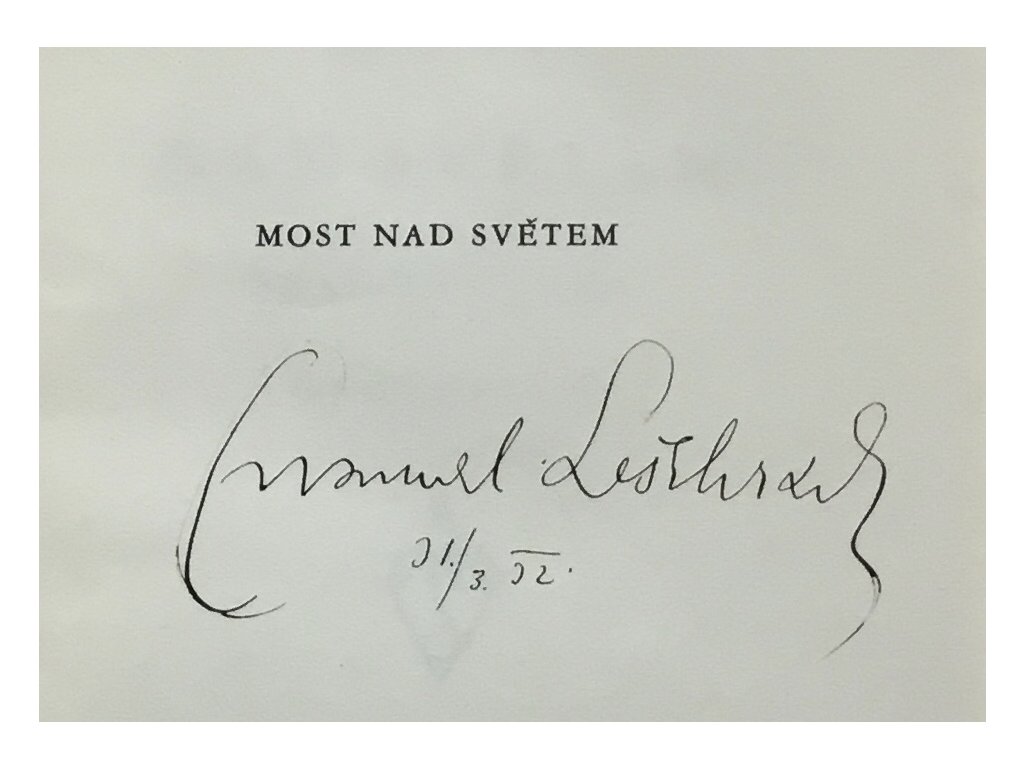 MOST NAD SVĚTEM
Emanuel Lešehrad
31./3. 32.